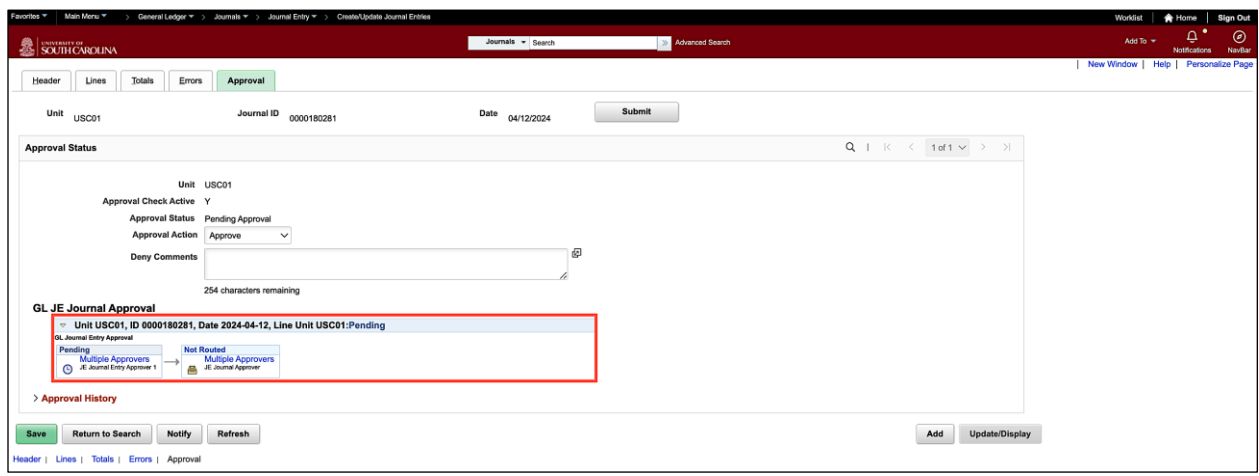 Favorites Main Menu > General Ledger > Journals > Journal Entry > Create/Update Journal Entries Worklist Home Sign Out
UNIVERSITY OF
SOUTH CAROLINA
Journals Search Advanced Search Add To Notifications NavBar
New Window | Help | Personalize Page
Header Lines Totals Errors Approval
Unit USC01 Journal ID 0000180281 Date 04/12/2024 Submit
Approval Status 1 of 1
Unit USC01
Approval Check Active Y
Approval Status Pending Approval
Approval Action Approve
Deny Comments
254 characters remaining
GL JE Journal Approval
Unit USC01, ID 0000180281, Date 2024-04-12, Line Unit USC01:Pending
GL Journal Entry Approval
Pending Not Routed
Multiple Approvers Multiple Approvers
JE Journal Entry Approver 1 JE Journal Approver
Approval History
Save Return to Search Notify Refresh Add Update/Display
Header | Lines | Totals | Errors | Approval